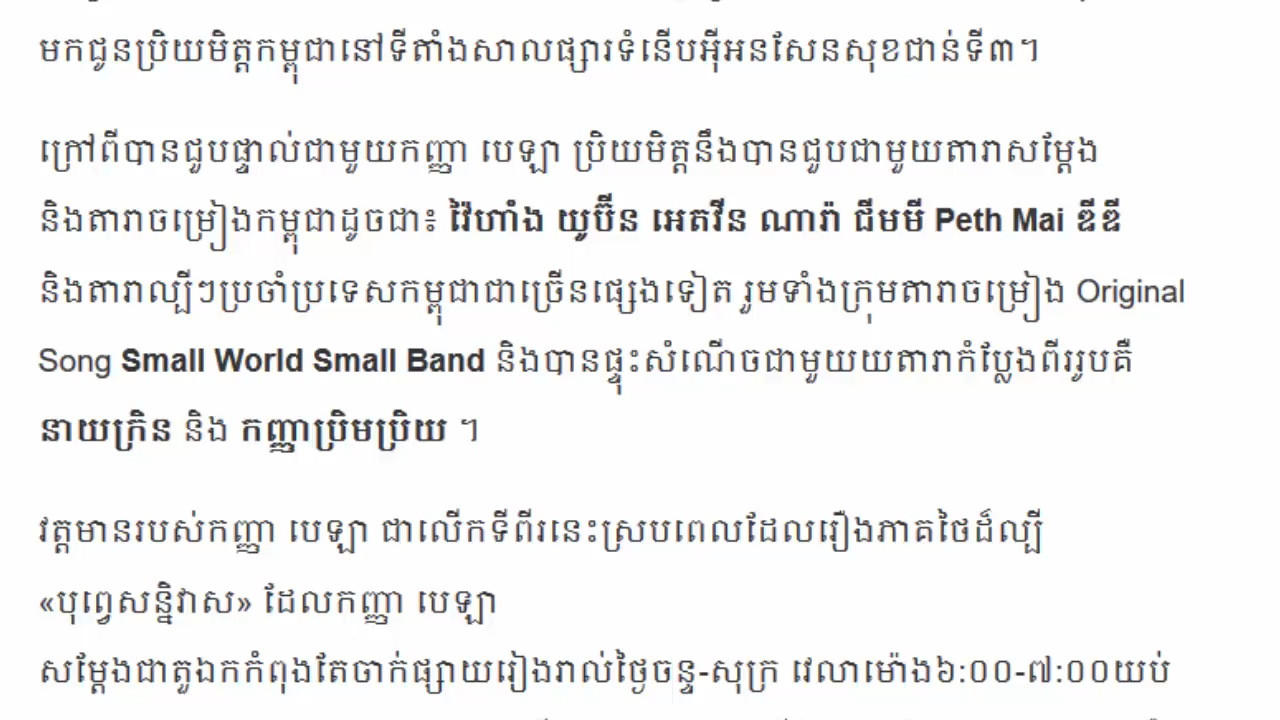 មកជូនប្រិយមិត្តកម្ពុជានៅទីតាំងសាលផ្សារទំនើបអ៊ីអនសែនសុខជាន់ទី៣។
ក្រៅពីបានជួបផ្ទាល់ជាមួយកញ្ញា បេឡា ប្រិយមិត្តនឹងបានជួបជាមួយតារាសម្តែង
និងតារាចម្រៀងកម្ពុជាដូចជា៖ វ៉ៃហាំង យូប៊ីន អេតវីន ណារ៉ា ជីមមី Peth Mai ឌីឌី
និងតារាល្បីៗប្រចាំប្រទេសកម្ពុជាជាច្រើនផ្សេងទៀត រួមទាំងក្រុមតារាចម្រៀង Original
Song Small World Small Band និងបានផ្ទុះសំណើចជាមួយយតារាកំប្លែងពីររូបគឺ
នាយក្រិន និង កញ្ញាប្រិមប្រិយ ។
វត្តមានរបស់កញ្ញា បេឡា ជាលើកទីពីរនេះស្របពេលដែលរឿងភាគថៃដ៏ល្បី
«បុព្វេសន្និវាស» ដែលកញ្ញា បេឡា
សម្តែងជាតួឯកកំពុងតែចាក់ផ្សាយរៀងរាល់ថ្ងៃចន្ទ-សុក្រ វេលាម៉ោង៦:០០-៧:០០យប់